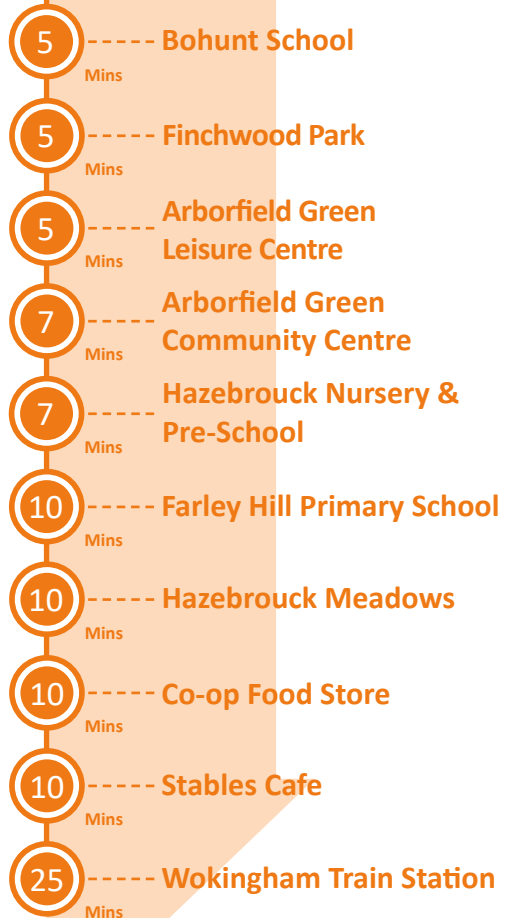 5 Bohunt School
Mins
5 Finchwood Park
Mins
Arborfield Green
5
Leisure Centre
Mins
Arborfield Green
7
Community Centre
Mins
Hazebrouck Nursery &
7
Pre-School
Mins
10 Farley Hill Primary School
Mins
10 Hazebrouck Meadows
Mins
10 Co-op Food Store
Mins
10 Stables Cafe
Mins
25 Wokingham Train Station
Mins